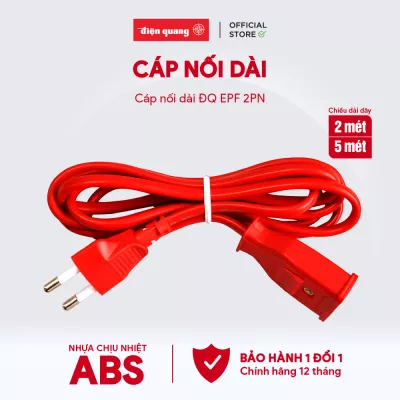 điện quang
OFFICIAL
STORE
CÁP NỐI DÀI
Cáp nối dài ĐQ EPF 2PN
Chiều dài dây
2 mét
5 mét
NHỰA CHỊU NHIỆT
ABS
BẢO HÀNH 1 ĐỔI 1
Chính hãng 12 tháng